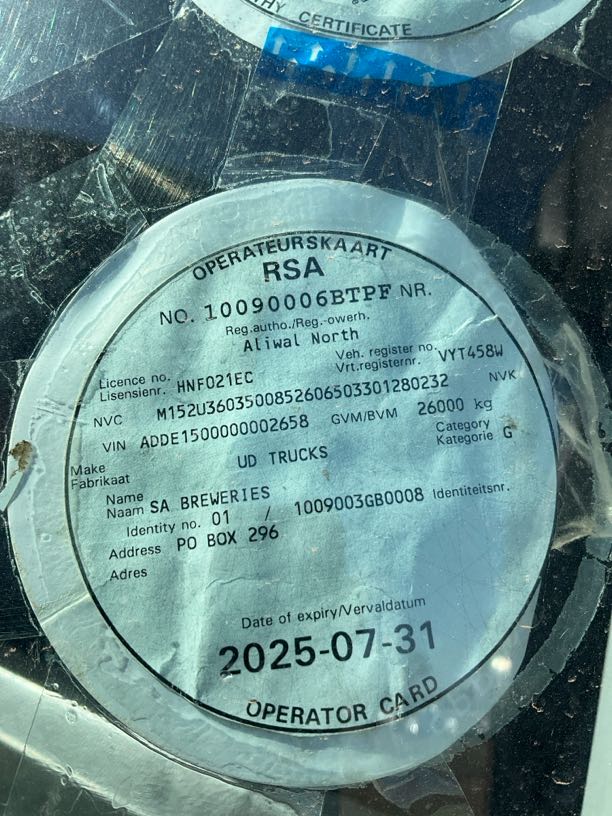 THY CERTIFICATE
OPERATEURSKAART
RSA
NO. 10090006BTPF NR.
Reg.autho./Reg.-owerh.
Aliwal North
Licence no. Lisensienr. HNF021EC Veh. register no. Vrt.registernr. VYT458W
NVC M152U3603500852606503301280232 NVK
VIN ADDE1500000002658 GVM/BVM 26000 kg
Make Fabrikaat UD TRUCKS Category Kategorie G
Name Naam SA BREWERIES
Identity no. 01 / 1009003GB0008 Identiteitsnr.
Address PO BOX 296
Adres
Date of expiry/Vervaldatum
2025-07-31
OPERATOR CARD